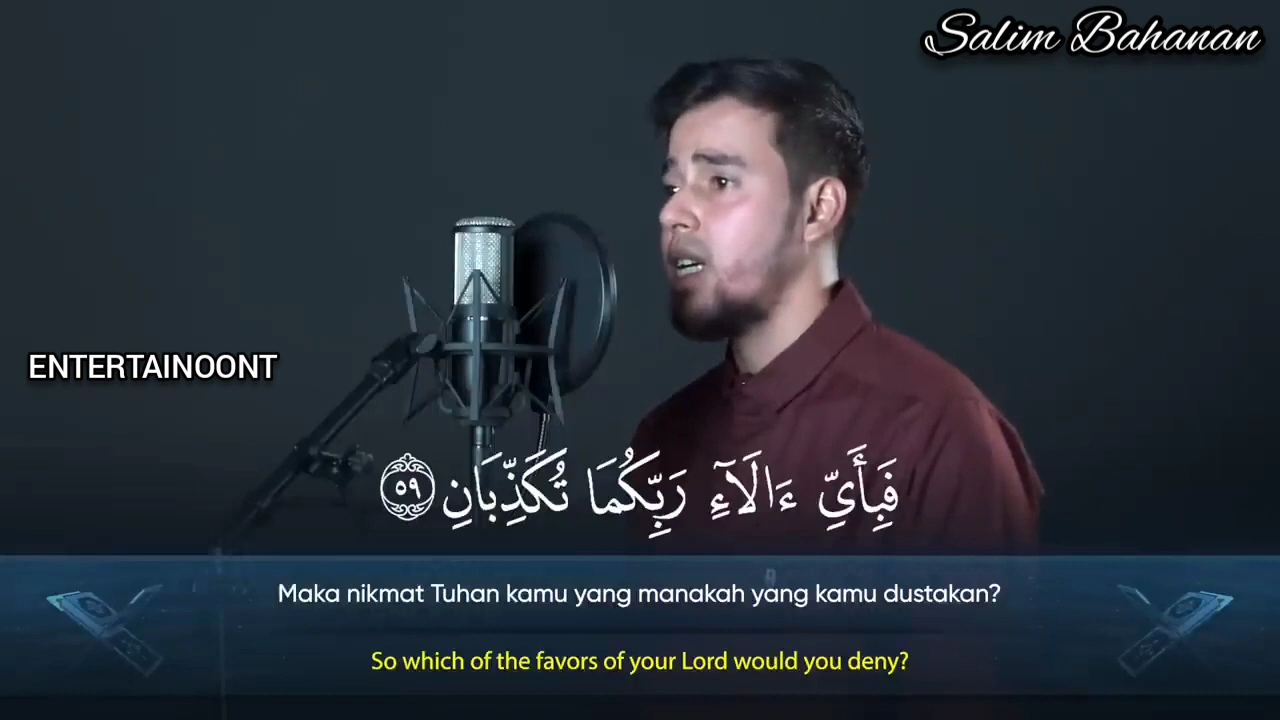 Salim Bahanan
ENTERTAINOONT
فَبِأَيِّ ءَالَآءِ رَبِّكُمَا تُكَذِّبَانِ ٥٩
Maka nikmat Tuhan kamu yang manakah yang kamu dustakan?
So which of the favors of your Lord would you deny?